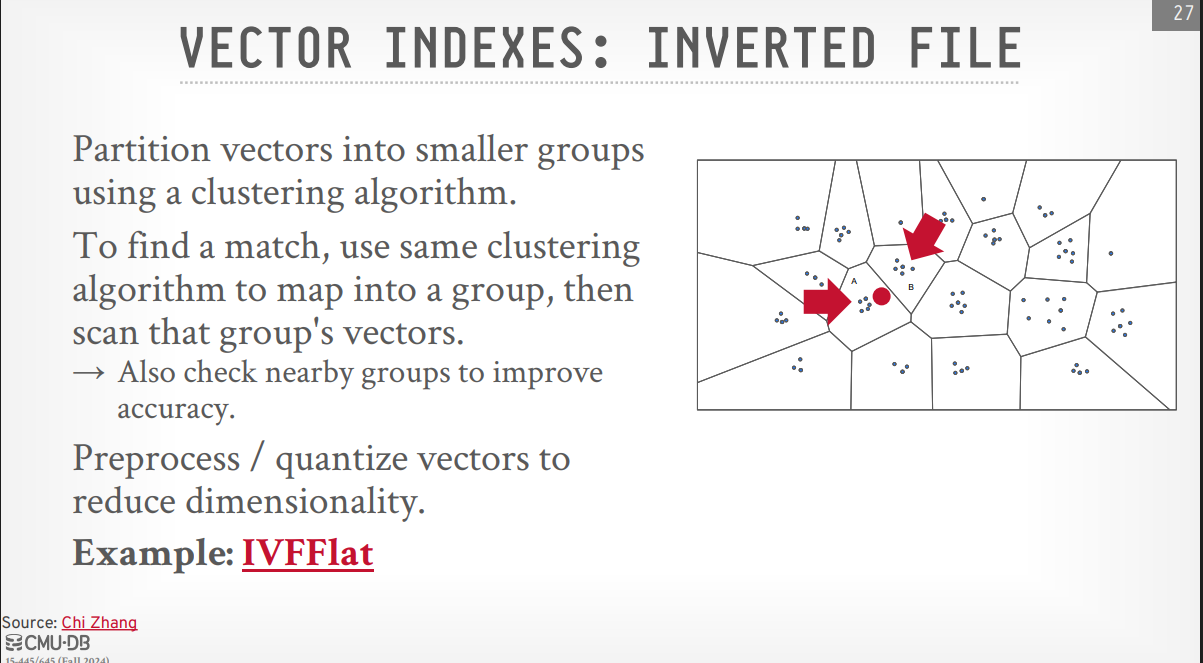 27
VECTOR INDEXES: INVERTED FILE
Partition vectors into smaller groups
using a clustering algorithm.
To find a match, use same clustering
algorithm to map into a group, then
scan that group's vectors.
→ Also check nearby groups to improve
accuracy.
Preprocess / quantize vectors to
reduce dimensionality.
Example: IVFFlat
A
B
Source: Chi Zhang
CMU·DB
15-445/645 (Fall 2024)